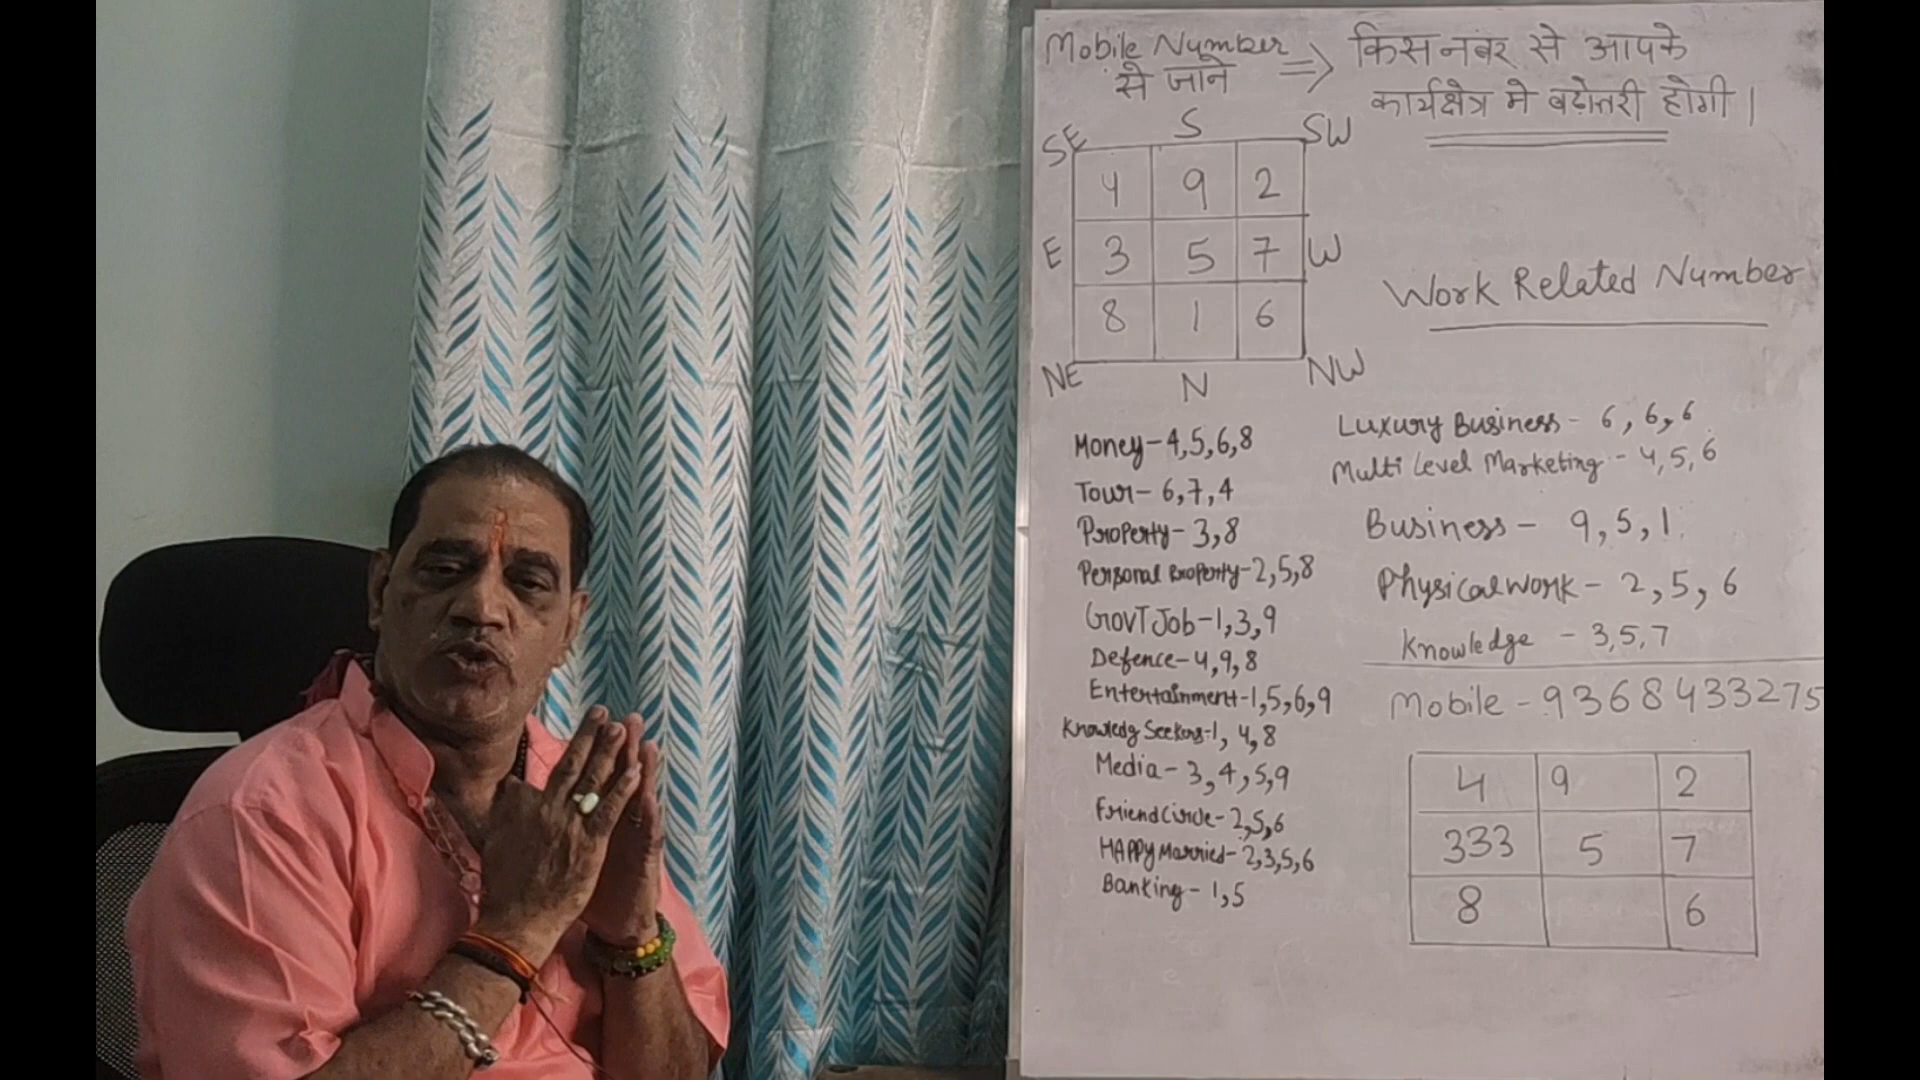 Mobile Number => किस नंबर से आपके
से जाने कार्यक्षेत्र मे बढ़ोत्तरी होगी।
SE S SW
4 9 2
E 3 5 7 W
8 1 6
NE N NW
Work Related Number
Money-4,5,6,8
Tour-6,7,4
Property-3,8
Personal Property-2,5,8
GovT Job-1,3,9
Defence-4,9,8
Entertainment-1,5,6,9
Knowledg Seekers-1, 4,8
Media-3,4,5,9
Friend Circle-2,5,6
HAPPy Married-2,3,5,6
Banking-1,5
Luxury Business- 6,6,6
Multi Level Marketing-4,5,6
Business- 9,5,1
Physical work-2,5,6
Knowledge -3,5,7
Mobile-9368433275
4 9 2
333 5 7
8 6